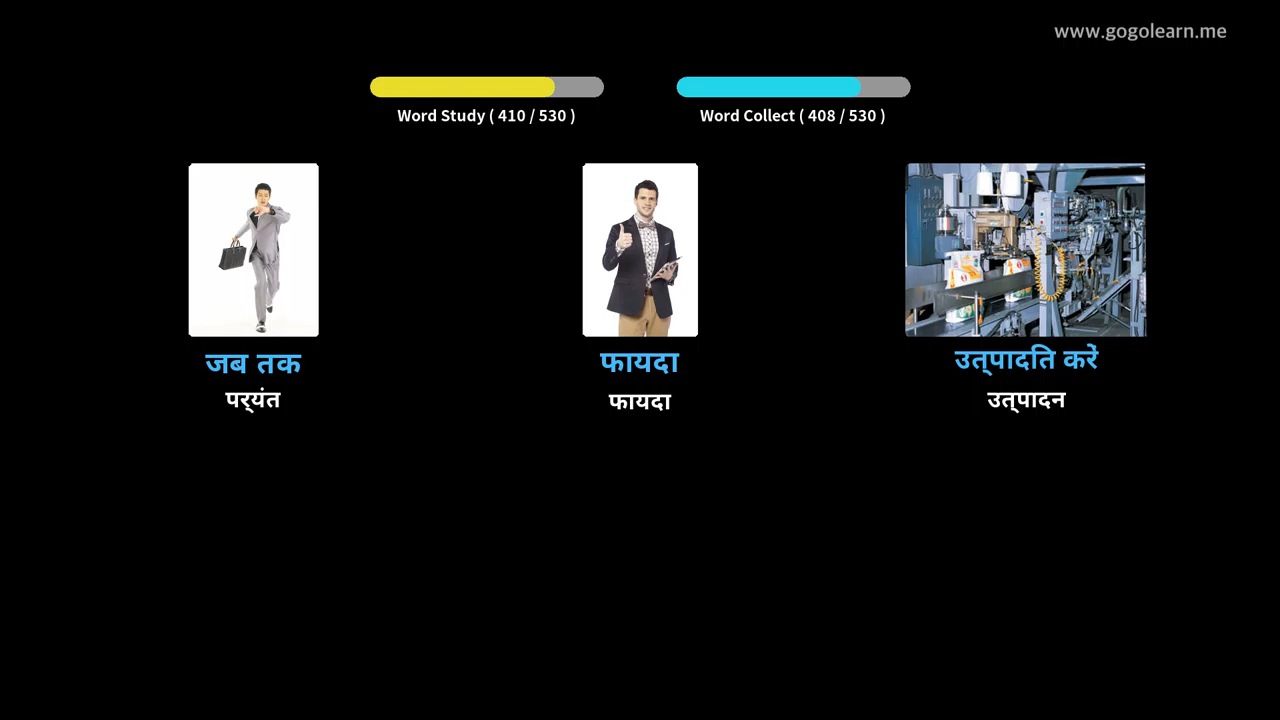 www.gogolearn.me
Word Study ( 410 / 530 )
Word Collect ( 408 / 530 )
जब तक
फायदा
उत्पादति करें
पर्यंत
फायदा
उत्पादन